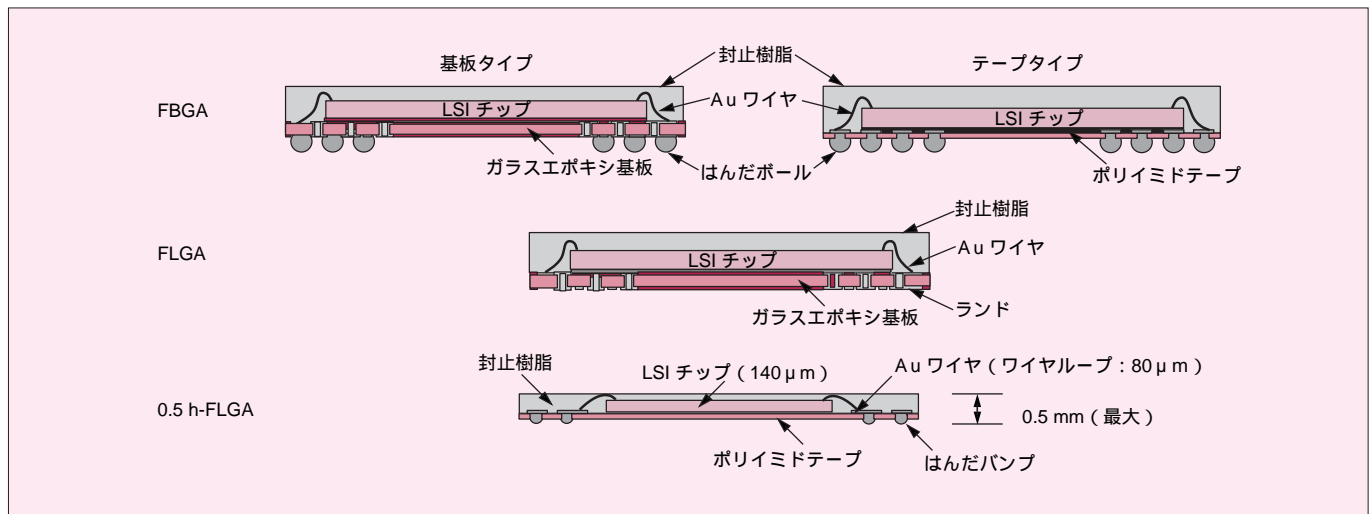 基板タイプ
封止樹脂
テープタイプ
FBGA
LSI チップ
Au ワイヤ
LSI チップ
ガラスエポキシ基板
はんだボール
ポリイミドテープ
封止樹脂
FLGA
LSI チップ
Au ワイヤ
ガラスエポキシ基板
ランド
封止樹脂
LSI チップ（140μm）
Au ワイヤ（ワイヤループ：80μm）
0.5 h-FLGA
0.5 mm（最大）
ポリイミドテープ
はんだバンプ